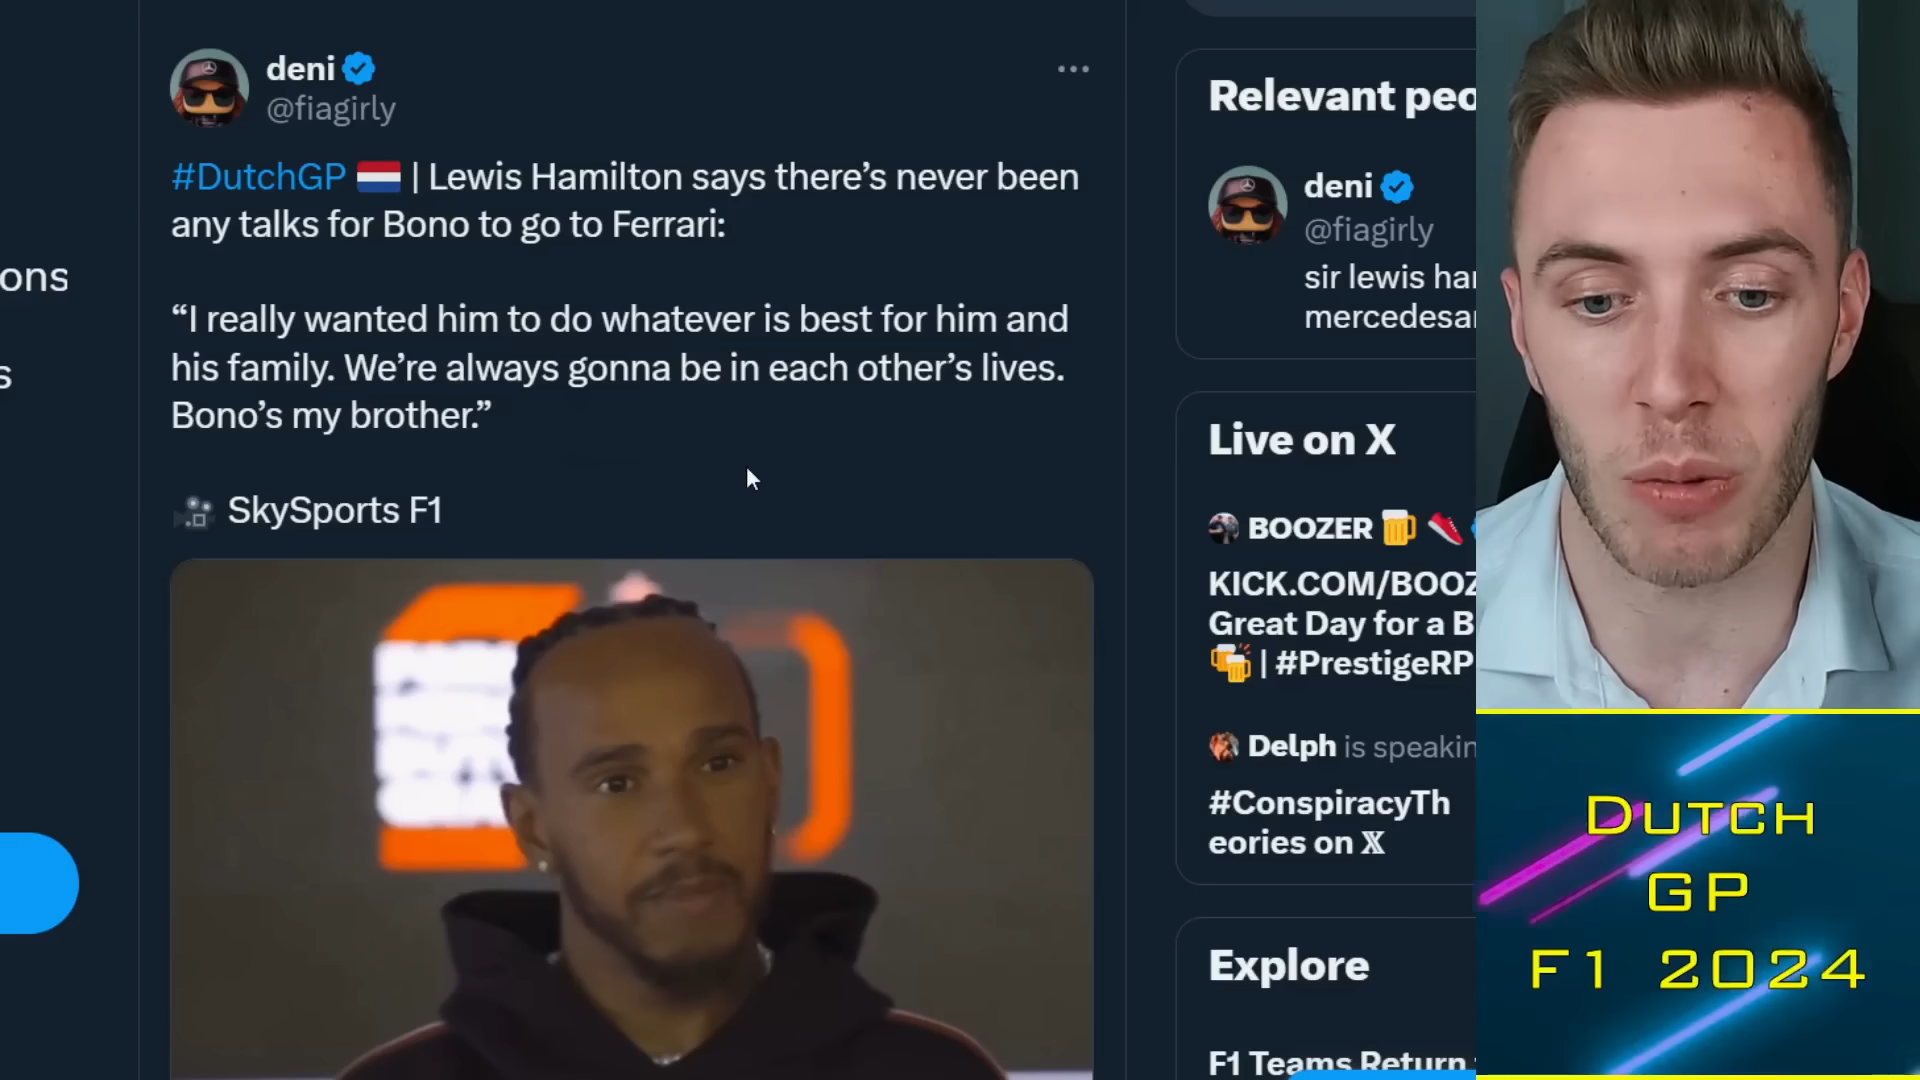 ons
s
deni
@fiagirly
#DutchGP | Lewis Hamilton says there’s never been
any talks for Bono to go to Ferrari:
“I really wanted him to do whatever is best for him and
his family. We’re always gonna be in each other’s lives.
Bono’s my brother.”
SkySports F1
Relevant peo
deni
@fiagirly
sir lewis ha
mercedesa
Live on X
BOOZER
KICK.COM/BOOZ
Great Day for a B
| #PrestigeRP
Delph is speakin
#ConspiracyTh
eories on X
Explore
F1 Teams Return
DUTCH
GP
F1 2024